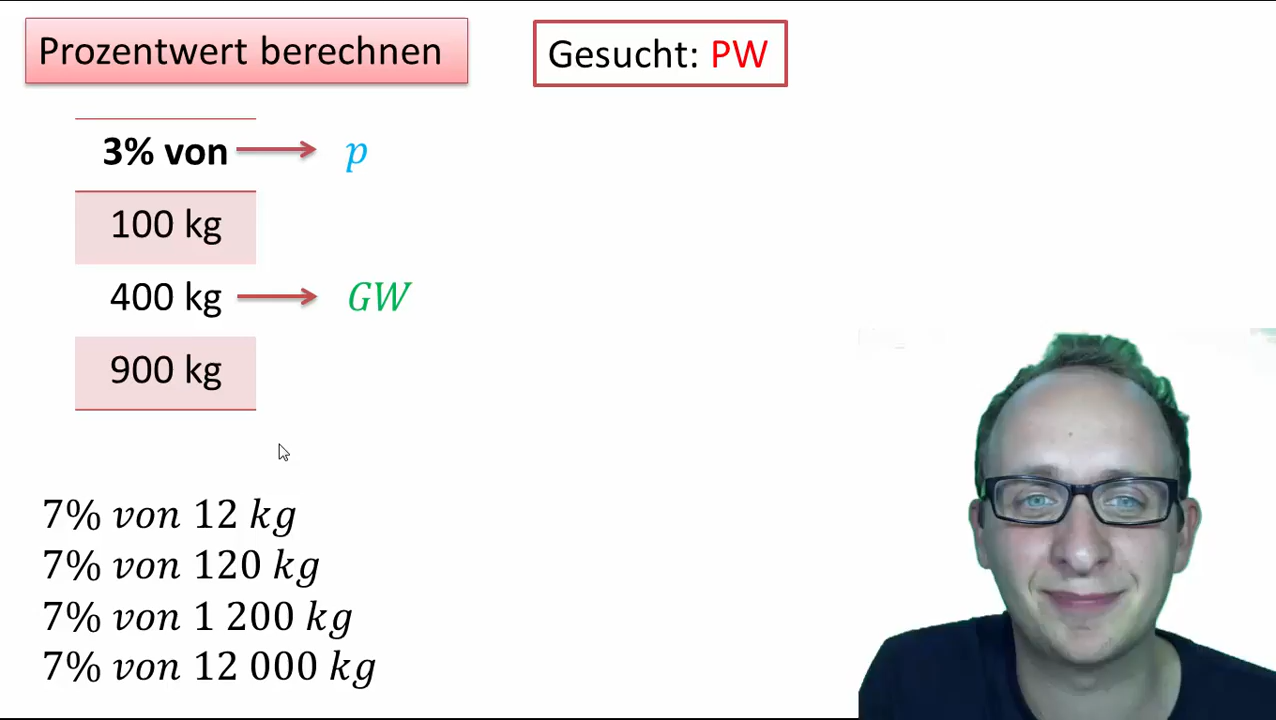 Prozentwert berechnen
Gesucht: PW
3% von → p
100 kg
400 kg → GW
900 kg
7% von 12 kg
7% von 120 kg
7% von 1 200 kg
7% von 12 000 kg